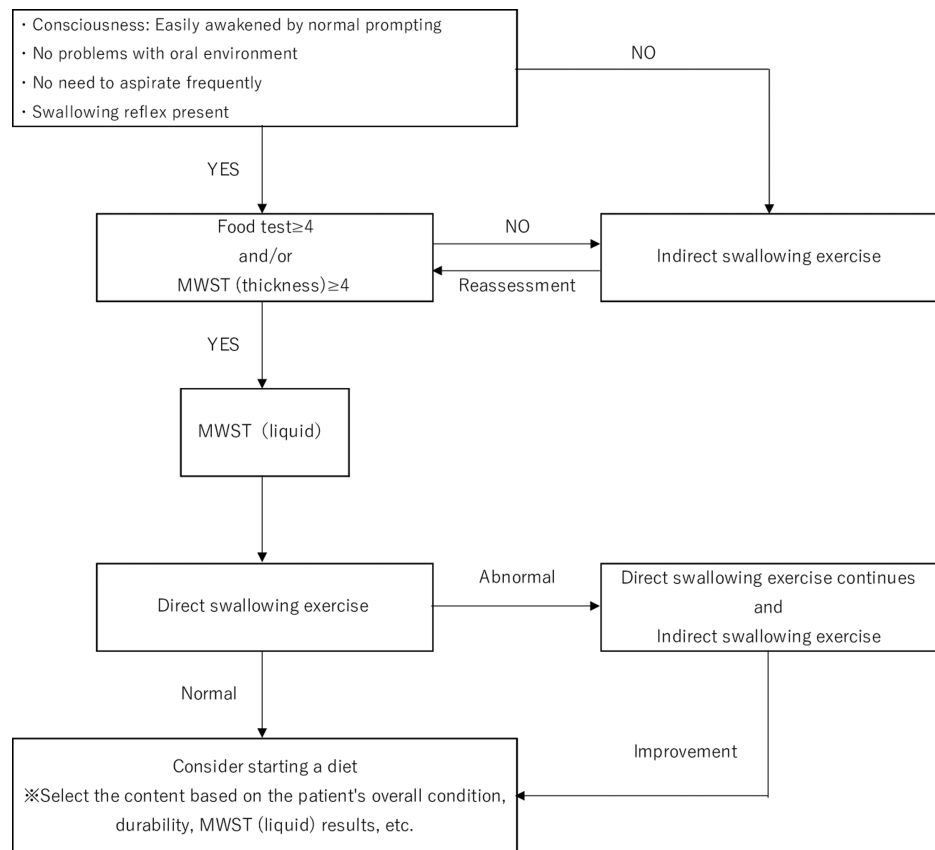 ・Consciousness: Easily awakened by normal prompting
・No problems with oral environment
・No need to aspirate frequently
・Swallowing reflex present
NO
YES
Food test≥4
and/or
MWST (thickness)≥4
NO
Reassessment
Indirect swallowing exercise
YES
MWST (liquid)
Direct swallowing exercise
Abnormal
Direct swallowing exercise continues
and
Indirect swallowing exercise
Normal
Improvement
Consider starting a diet
※Select the content based on the patient's overall condition,
durability, MWST (liquid) results, etc.